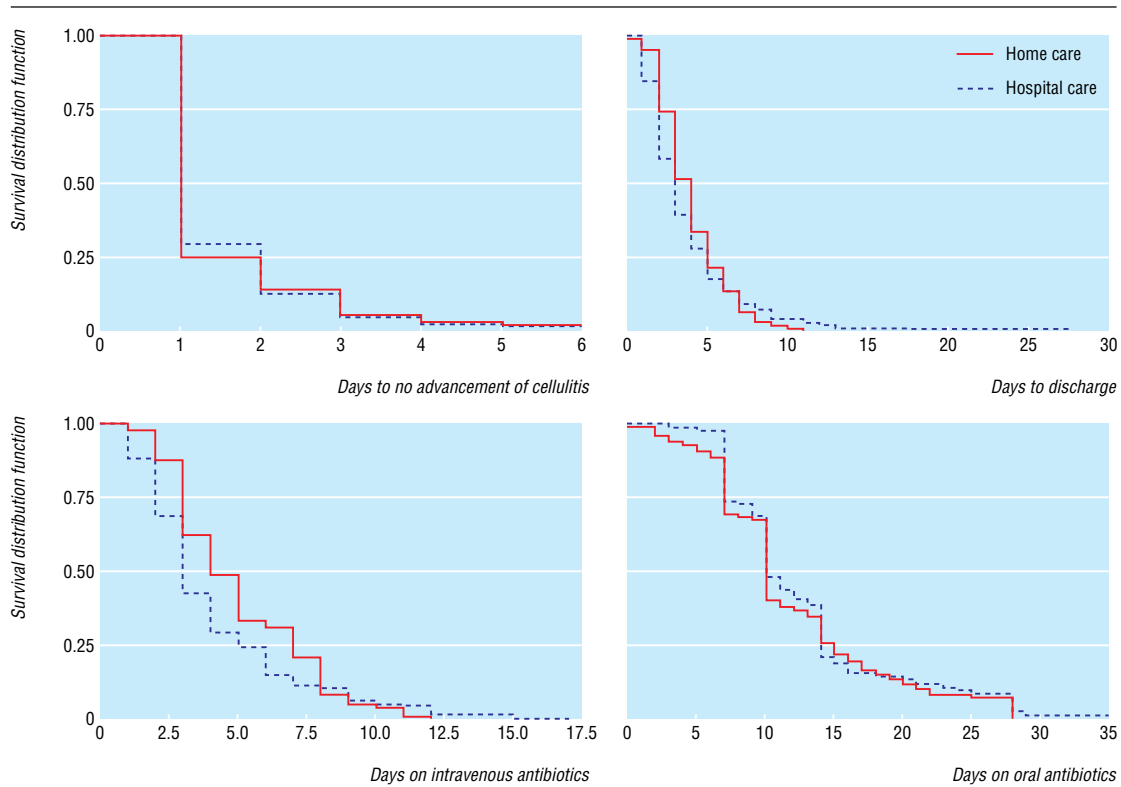 Survival distribution function
1.00
0.75
0.50
0.25
0
0 1 2 3 4 5 6
Days to no advancement of cellulitis
Home care
Hospital care
0 5 10 15 20 25 30
Days to discharge
Survival distribution function
1.00
0.75
0.50
0.25
0
0 2.5 5.0 7.5 10.0 12.5 15.0 17.5
Days on intravenous antibiotics
0 5 10 15 20 25 30 35
Days on oral antibiotics